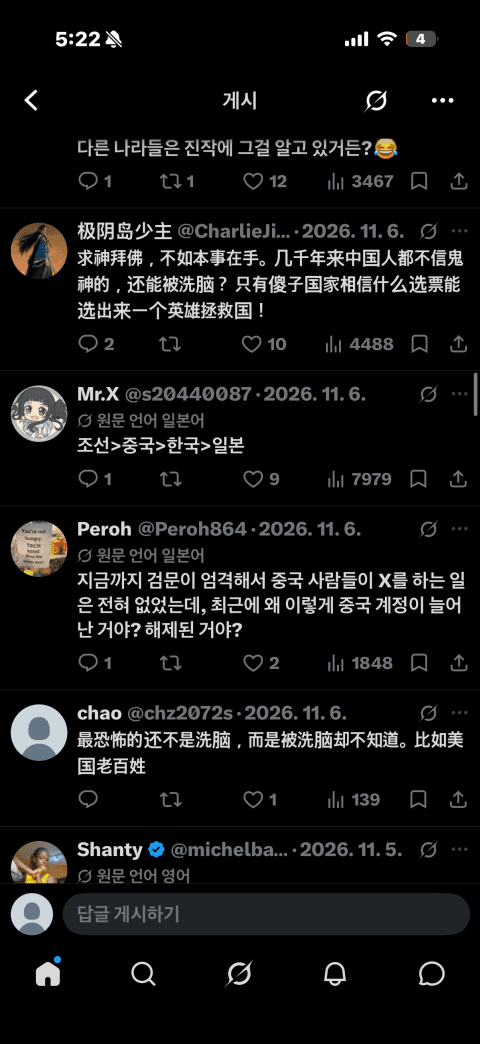 5:22
4
게시
다른 나라들은 진작에 그걸 알고 있거든?😂
1 1 12 3467
极阴岛少主 @CharlieJi... · 2026. 11. 6.
求神拜佛，不如本事在手。几千年来中国人都不信鬼
神的，还能被洗脑？ 只有傻子国家相信什么选票能
选出来一个英雄拯救国！
2 10 4488
Mr.X @s20440087 · 2026. 11. 6.
원문 언어 일본어
조선>중국>한국>일본
1 9 7979
Peroh @Peroh864 · 2026. 11. 6.
원문 언어 일본어
지금까지 검문이 엄격해서 중국 사람들이 X를 하는 일
은 전혀 없었는데, 최근에 왜 이렇게 중국 계정이 늘어
난 거야? 해제된 거야?
1 2 1848
chao @chz2072s · 2026. 11. 6.
最恐怖的还不是洗脑，而是被洗脑却不知道。比如美
国老百姓
1 139
Shanty @michelba... · 2026. 11. 5.
원문 언어 영어
답글 게시하기